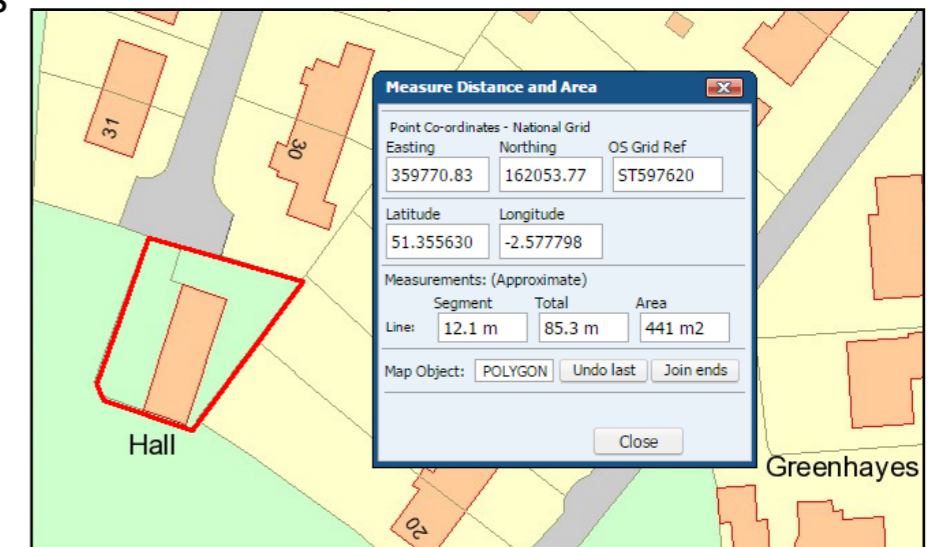 31
30
Measure Distance and Area
Point Co-ordinates - National Grid
Easting Northing OS Grid Ref
359770.83 162053.77 ST597620
Latitude Longitude
51.355630 -2.577798
Measurements: (Approximate)
Segment Total Area
Line: 12.1 m 85.3 m 441 m2
Map Object: POLYGON Undo last Join ends
Close
Hall
Greenhayes
20